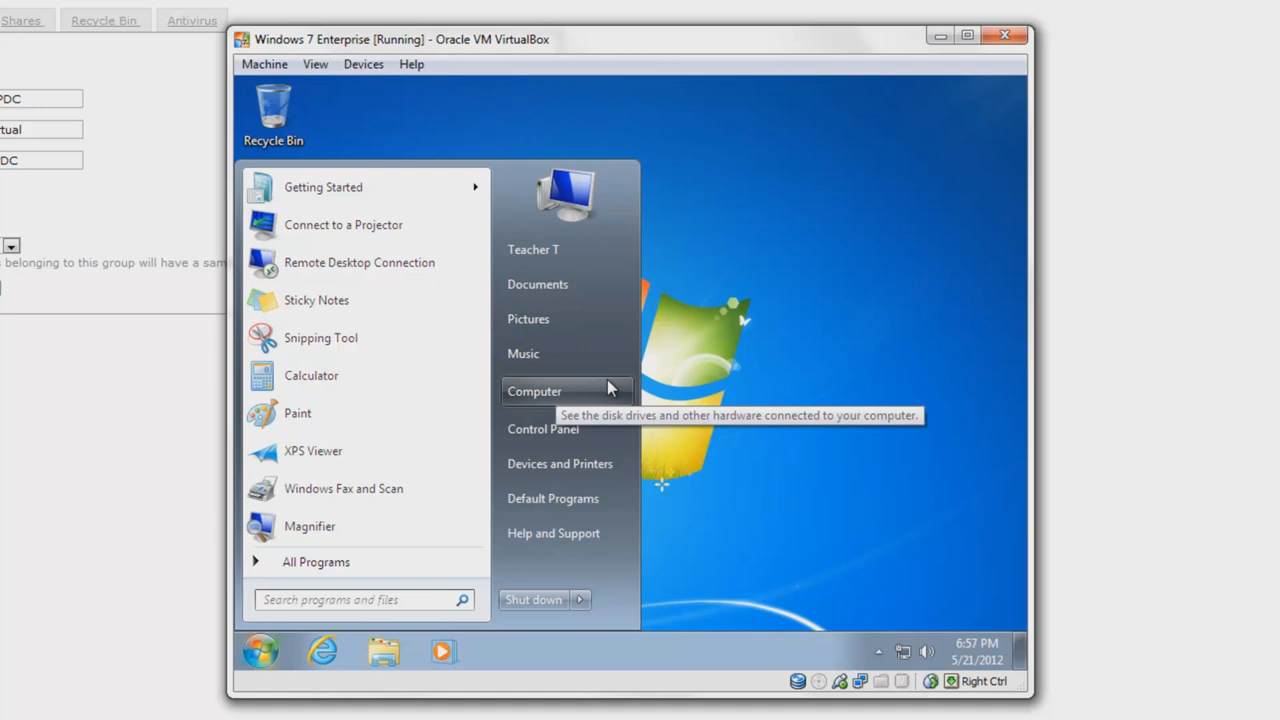 Shares
Recycle Bin
Antivirus
PDC
rtual
DC
s belonging to this group will have a sam
Windows 7 Enterprise [Running] - Oracle VM VirtualBox
Machine View Devices Help
Recycle Bin
Getting Started
Connect to a Projector
Remote Desktop Connection
Sticky Notes
Snipping Tool
Calculator
Paint
XPS Viewer
Windows Fax and Scan
Magnifier
All Programs
Search programs and files
Teacher T
Documents
Pictures
Music
Computer
See the disk drives and other hardware connected to your computer.
Control Panel
Devices and Printers
Default Programs
Help and Support
Shut down
6:57 PM
5/21/2012
Right Ctrl